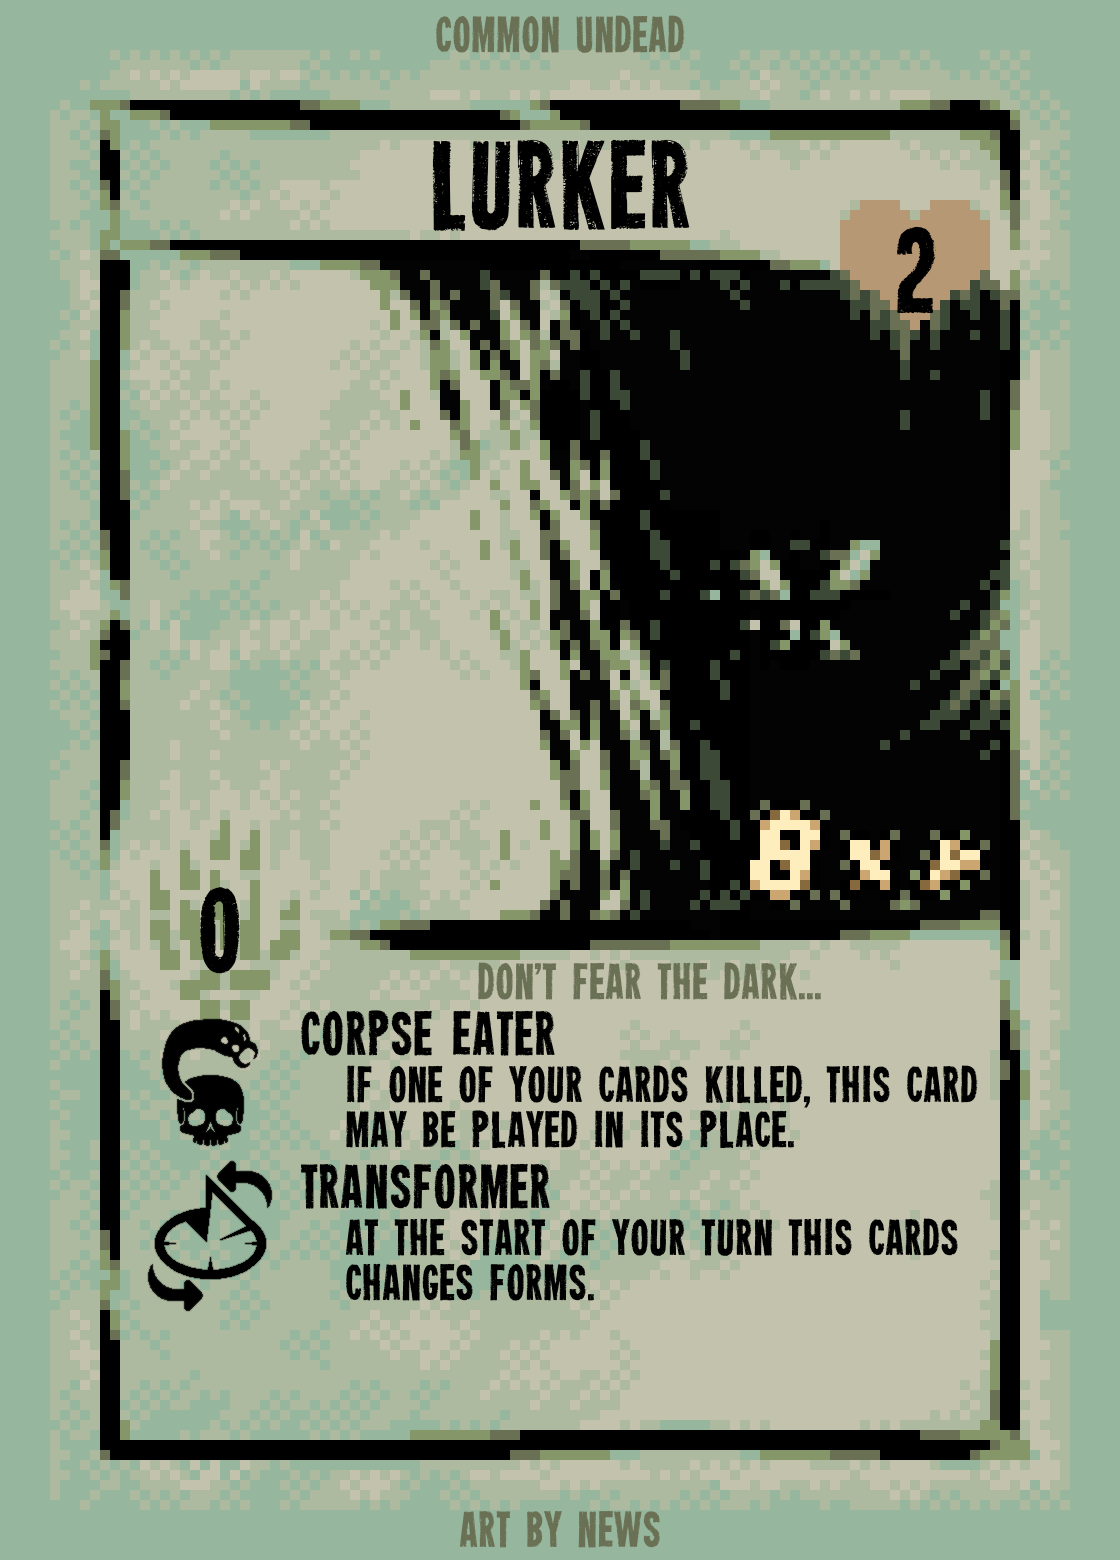 COMMON UNDEAD
LURKER
2
8 x
0
DON'T FEAR THE DARK...
CORPSE EATER
IF ONE OF YOUR CARDS KILLED, THIS CARD
MAY BE PLAYED IN ITS PLACE.
TRANSFORMER
AT THE START OF YOUR TURN THIS CARDS
CHANGES FORMS.
ART BY NEWS